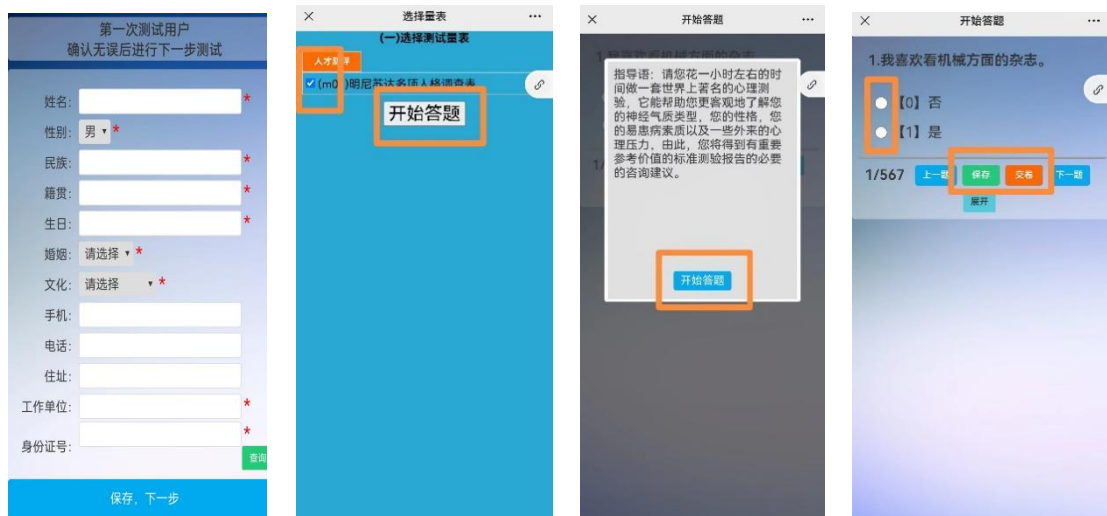 第一次测试用户
确认无误后进行下一步测试
姓名: *
性别: 男 *
民族: *
籍贯: *
生日: *
婚姻: 请选择 *
文化: 请选择 *
手机:
电话:
住址:
工作单位: *
身份证号: *
查询
保存，下一步
× 选择量表 ...
(一)选择测试量表
(m0 )明尼苏达多项人格调查表
开始答题
× 开始答题 ...
指导语：请您花一小时左右的时
间做一套世界上著名的心理测
验，它能帮助您更客观地了解您
的神经气质类型，您的性格，您
的易患病素质以及一些外来的心
理压力，由此，您将得到有重要
参考价值的标准测验报告的必要
的咨询建议。
开始答题
× 开始答题 ...
1.我喜欢看机械方面的杂志。
【0】否
【1】是
1/567 上一题 保存 交卷 下一题
展开